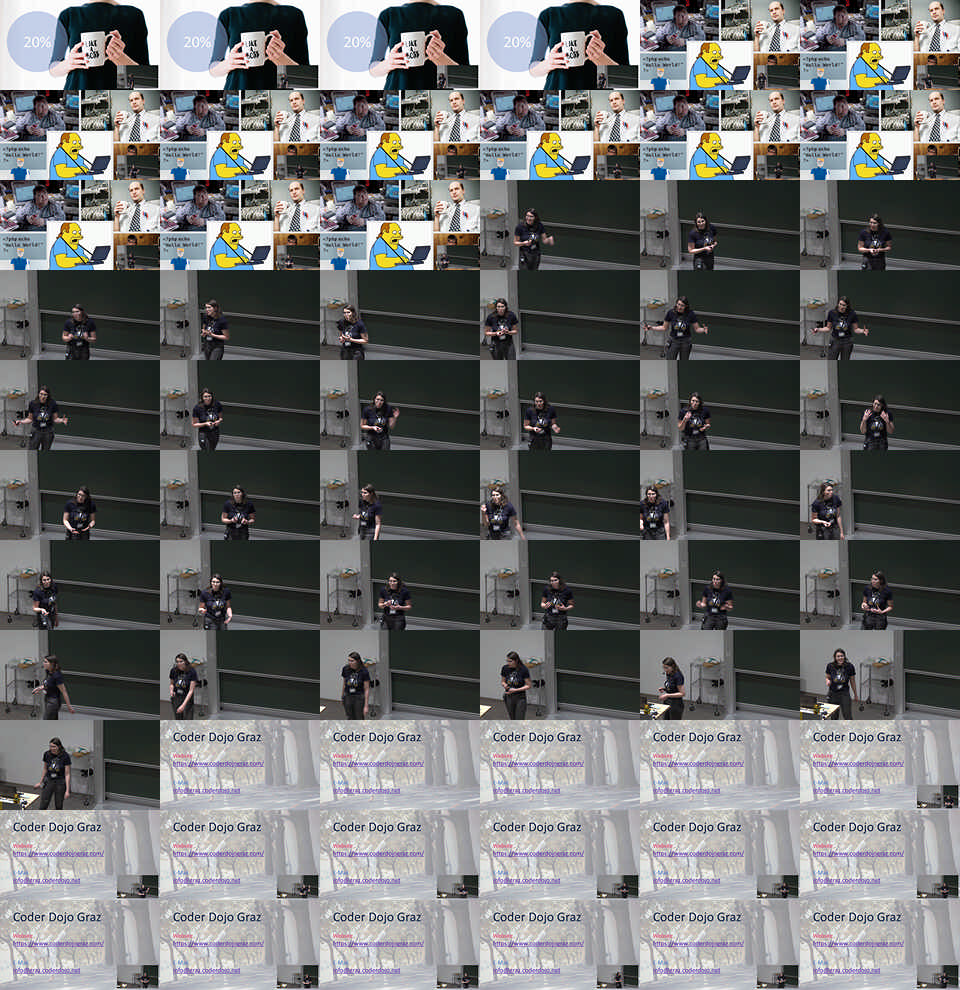 20%
LIKE
A
BOSS
<?php echo
"Hello World!"
?>
Coder Dojo Graz
Website:
https://www.coderdojograz.com/
E-Mail:
info@graz.coderdojo.net